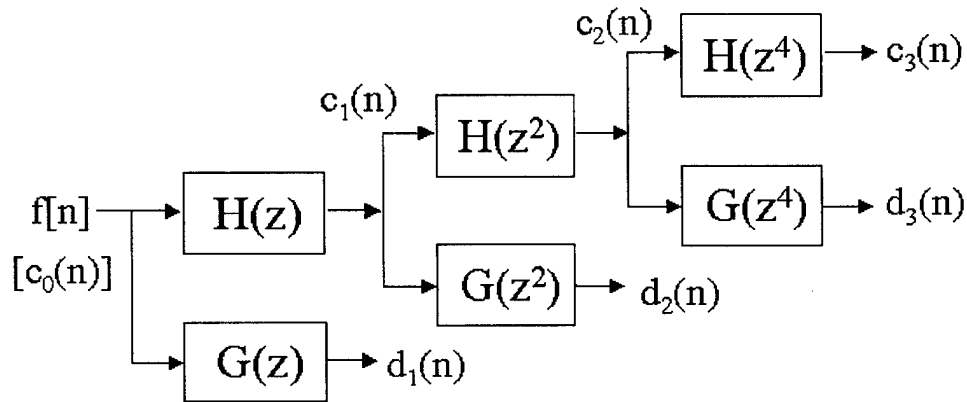 c₂(n)
H(z⁴)
c₃(n)
c₁(n)
H(z²)
f[n]
H(z)
G(z⁴)
d₃(n)
[c₀(n)]
G(z²)
d₂(n)
G(z)
d₁(n)